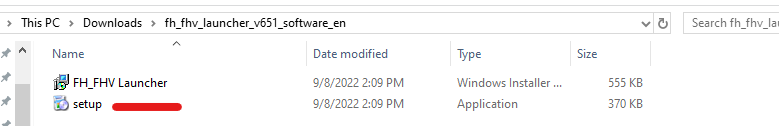 This PC > Downloads > fh_fhv_launcher_v651_software_en
Search fh_fhv_la
Name Date modified Type Size
FH_FHV Launcher 9/8/2022 2:09 PM Windows Installer ... 555 KB
setup 9/8/2022 2:09 PM Application 370 KB